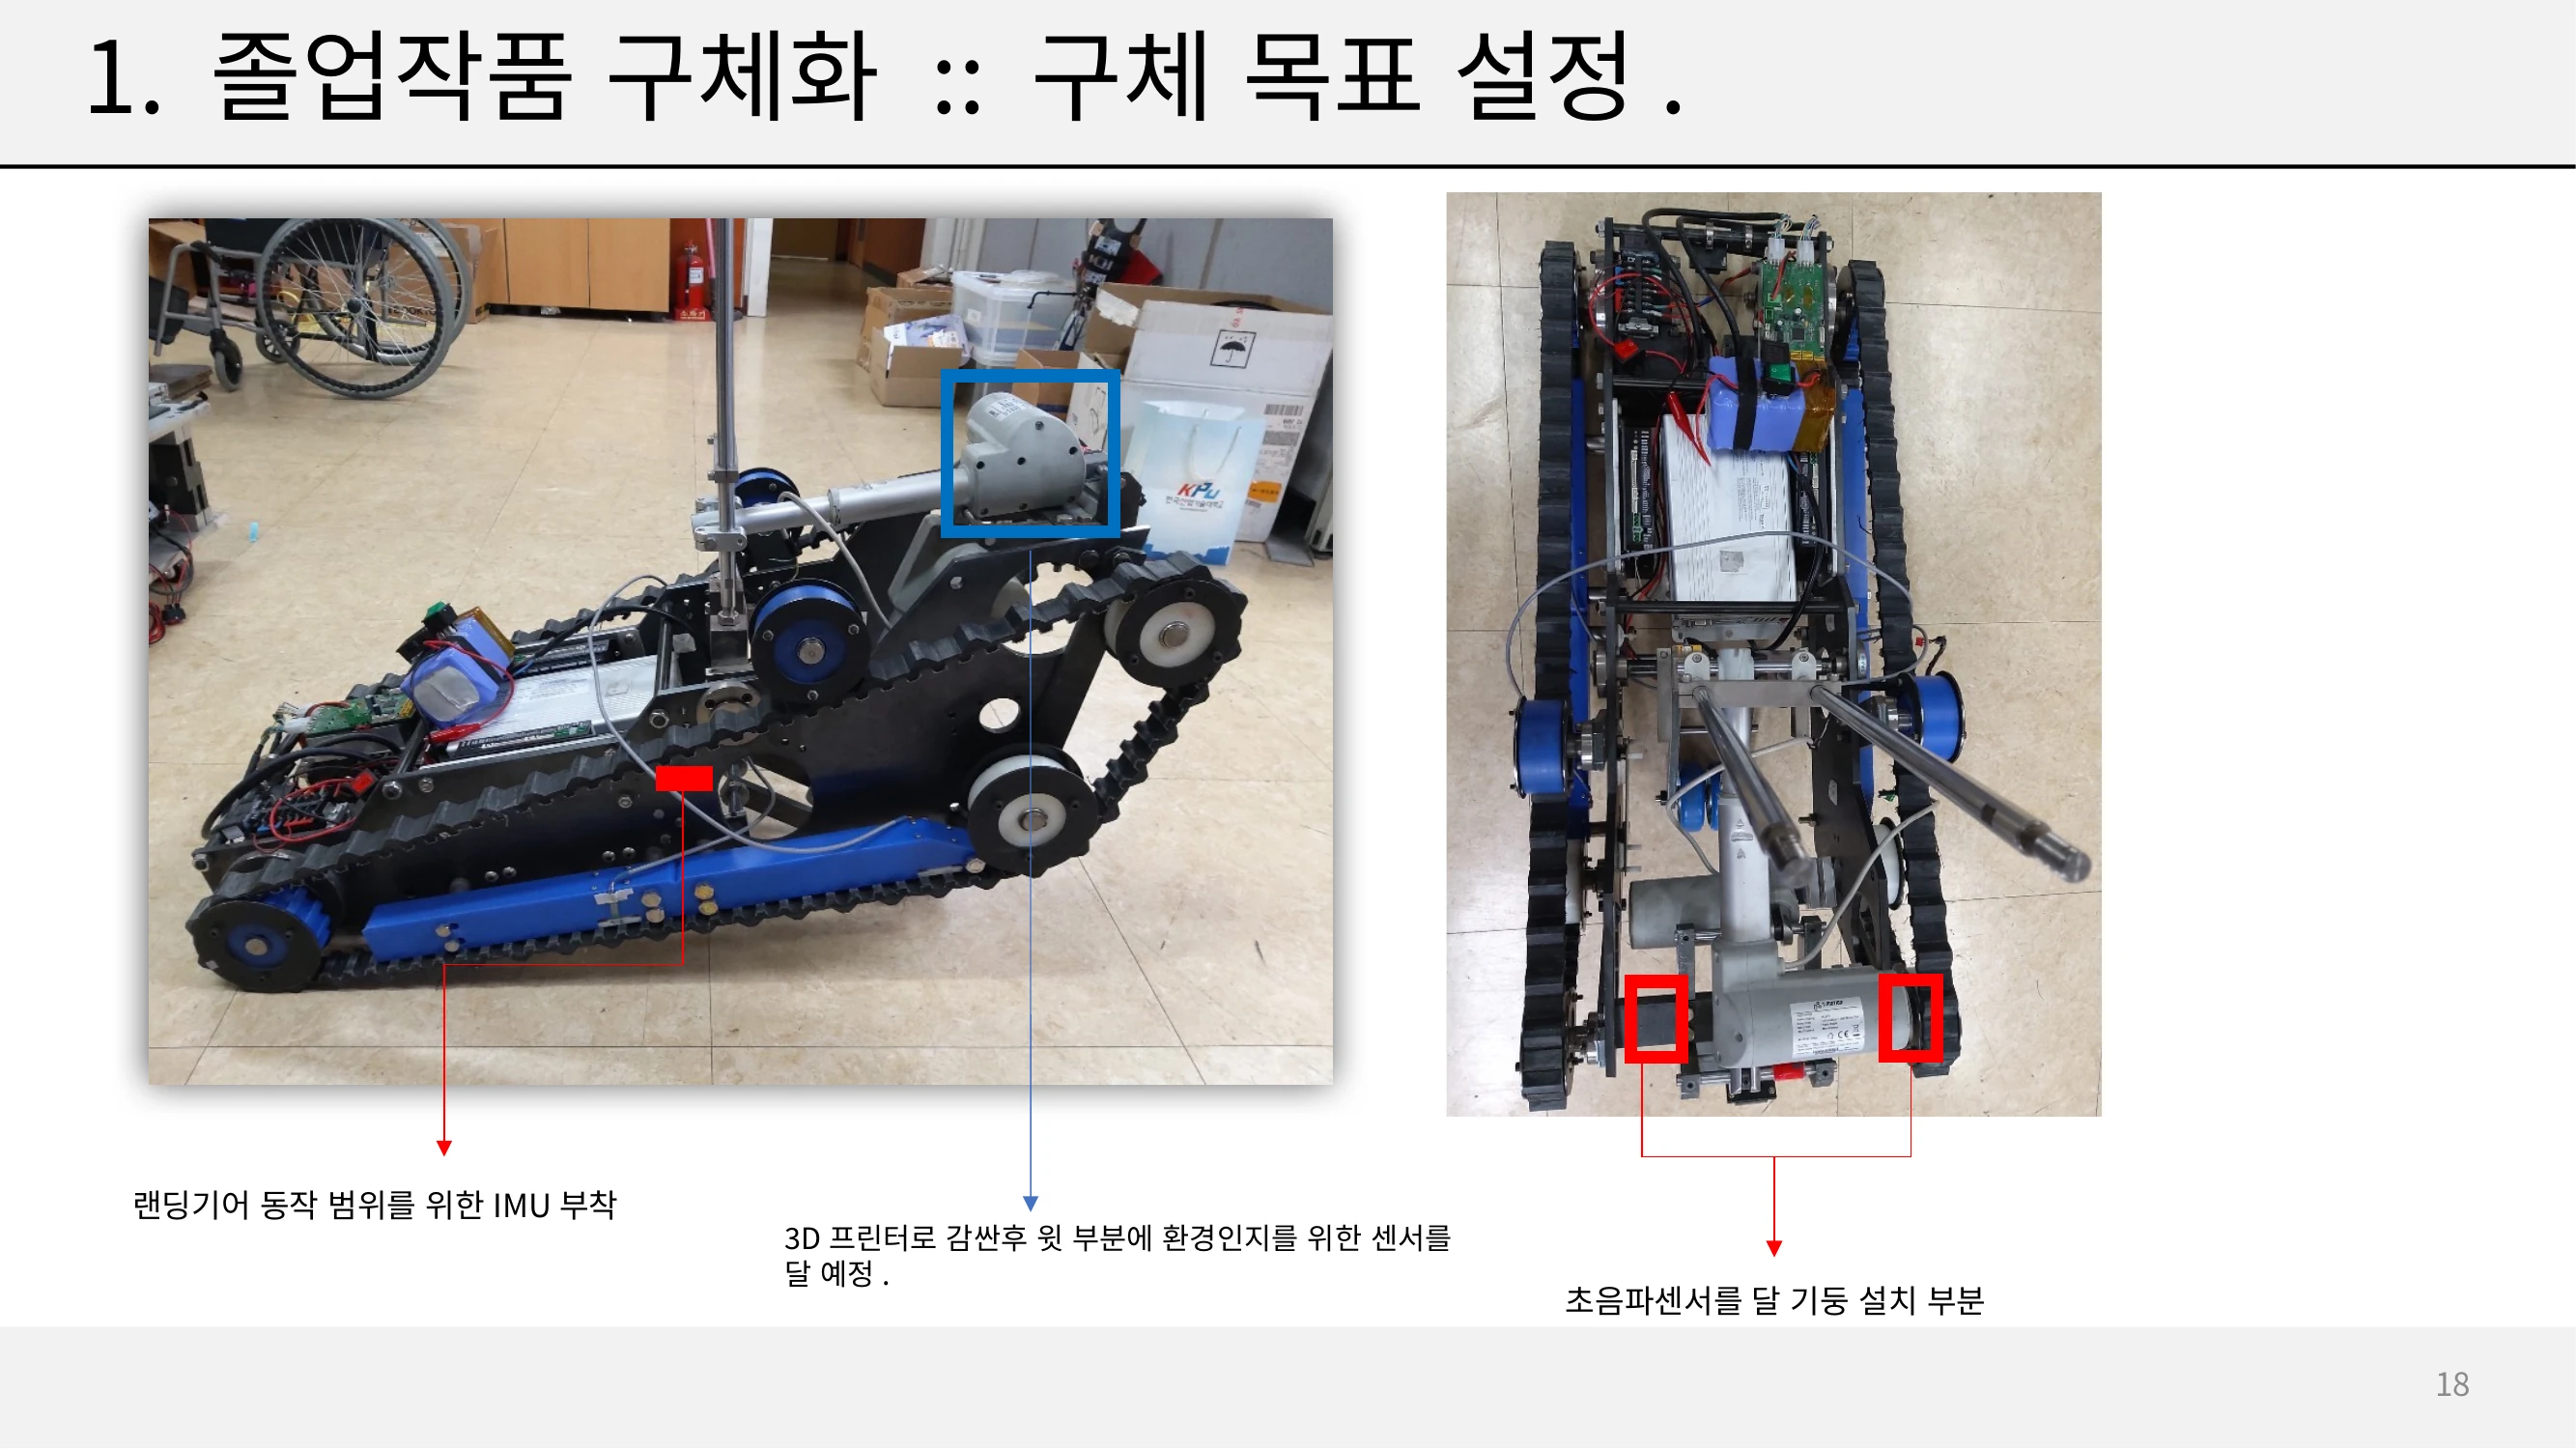 1. 졸업작품 구체화 :: 구체 목표 설정 .
KPU
랜딩기어 동작 범위를 위한 IMU 부착
3D 프린터로 감싼후 윗 부분에 환경인지를 위한 센서를
달 예정 .
초음파센서를 달 기둥 설치 부분
18